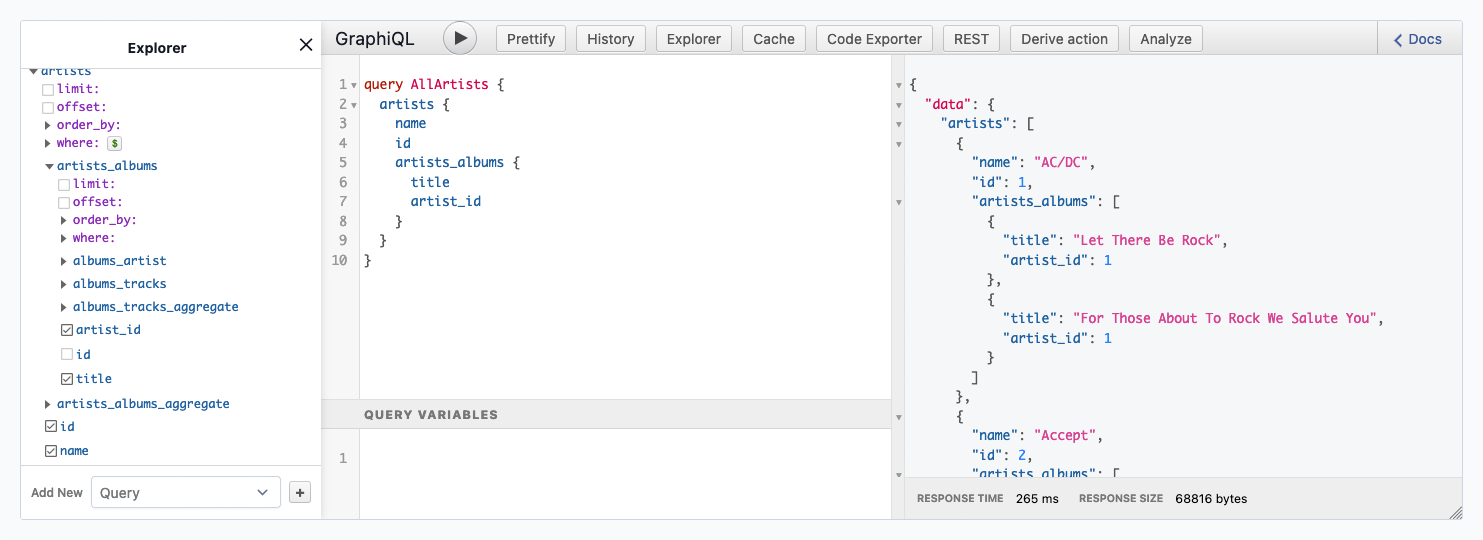 Explorer
artists
limit:
offset:
order_by:
where: $
artists_albums
limit:
offset:
order_by:
where:
albums_artist
albums_tracks
albums_tracks_aggregate
artist_id
id
title
artists_albums_aggregate
id
name
Add New Query +
GraphiQL Prettify History Explorer Cache Code Exporter REST Derive action Analyze Docs
1 query AllArtists {
2 artists {
3 name
4 id
5 artists_albums {
6 title
7 artist_id
8 }
9 }
10 }
QUERY VARIABLES
1
{
"data": {
"artists": [
{
"name": "AC/DC",
"id": 1,
"artists_albums": [
{
"title": "Let There Be Rock",
"artist_id": 1
},
{
"title": "For Those About To Rock We Salute You",
"artist_id": 1
}
]
},
{
"name": "Accept",
"id": 2,
"artists_albums": [
RESPONSE TIME 265 ms RESPONSE SIZE 68816 bytes